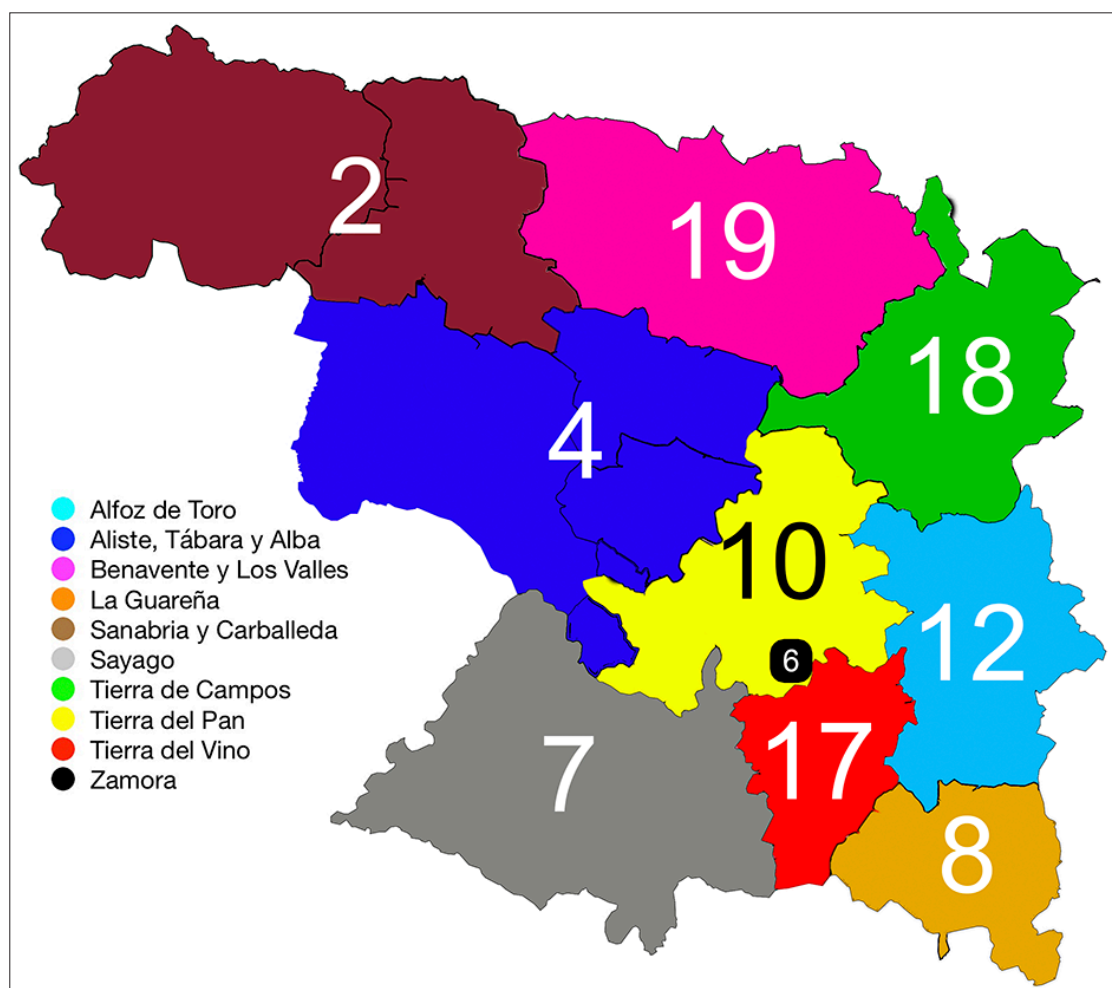 2
19
18
4
10
12
6
17
7
8
Alfoz de Toro
Aliste, Tábara y Alba
Benavente y Los Valles
La Guareña
Sanabria y Carballeda
Sayago
Tierra de Campos
Tierra del Pan
Tierra del Vino
Zamora